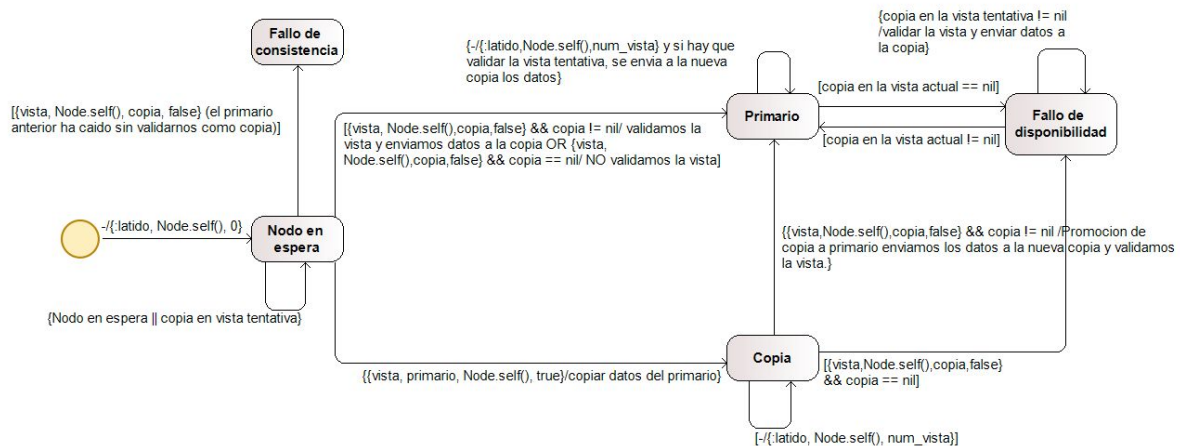 Fallo de
consistencia
{-/{:latido,Node.self(),num_vista} y si hay que
validar la vista tentativa, se envia a la nueva
copia los datos}
{copia en la vista tentativa != nil
/validar la vista y enviar datos a
la copia}
[{vista, Node.self(), copia, false} (el primario
anterior ha caido sin validarnos como copia)]
[{vista, Node.self(),copia,false} && copia != nil/ validamos la
vista y enviamos datos a la copia OR {vista,
Node.self(),copia,false} && copia == nil/ NO validamos la vista]
Primario
[copia en la vista actual == nil]
[copia en la vista actual != nil]
Fallo de
disponibilidad
-/{:latido, Node.self(), 0}
Nodo en
espera
{Nodo en espera || copia en vista tentativa}
{{vista,Node.self(),copia,false} && copia != nil /Promocion de
copia a primario enviamos los datos a la nueva copia y validamos
la vista.}
{{vista, primario, Node.self(), true}/copiar datos del primario}
Copia
[{vista,Node.self(),copia,false}
&& copia == nil]
[-/{:latido, Node.self(), num_vista}]